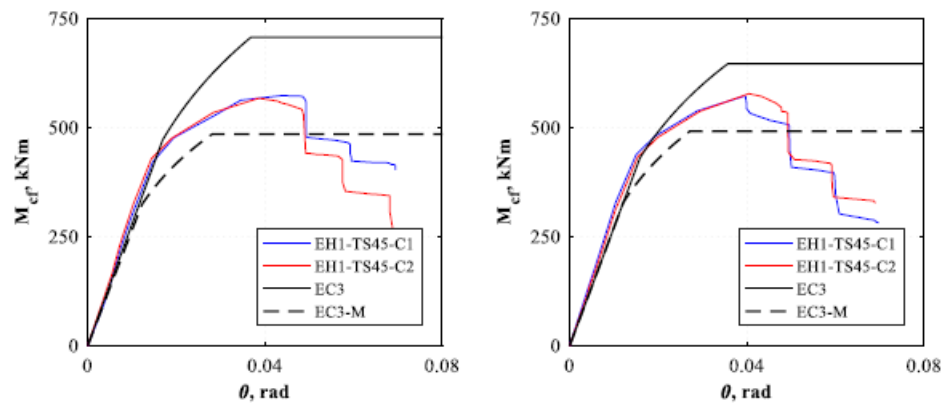 750
500
250
0
M_cf, kNm
0
0.04
0.08
θ, rad
EH1-TS45-C1
EH1-TS45-C2
EC3
EC3-M
750
500
250
0
M_cf, kNm
0
0.04
0.08
θ, rad
EH1-TS45-C1
EH1-TS45-C2
EC3
EC3-M